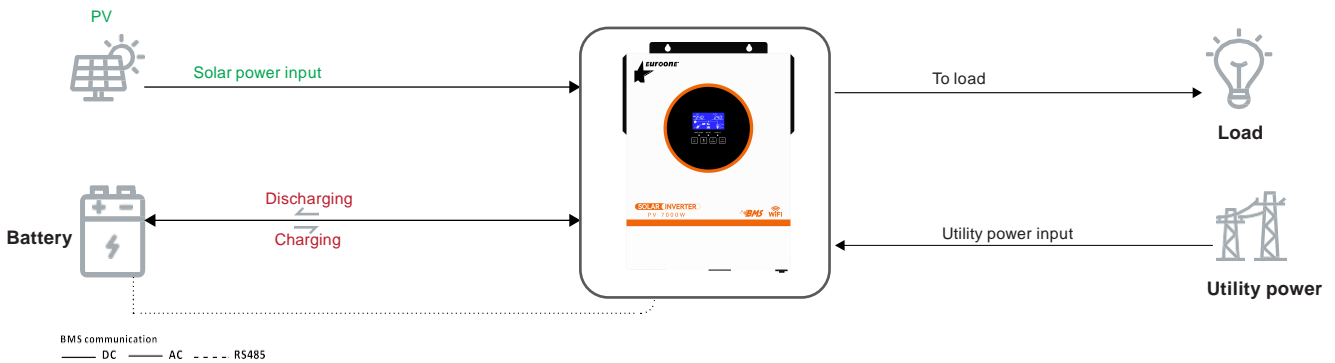 PV
Solar power input
EUROONE
To load
Load
Discharging
Charging
Battery
SOLAR INVERTER
PV 7000W
BMS
WiFi
Utility power input
Utility power
BMS communication
DC AC RS485